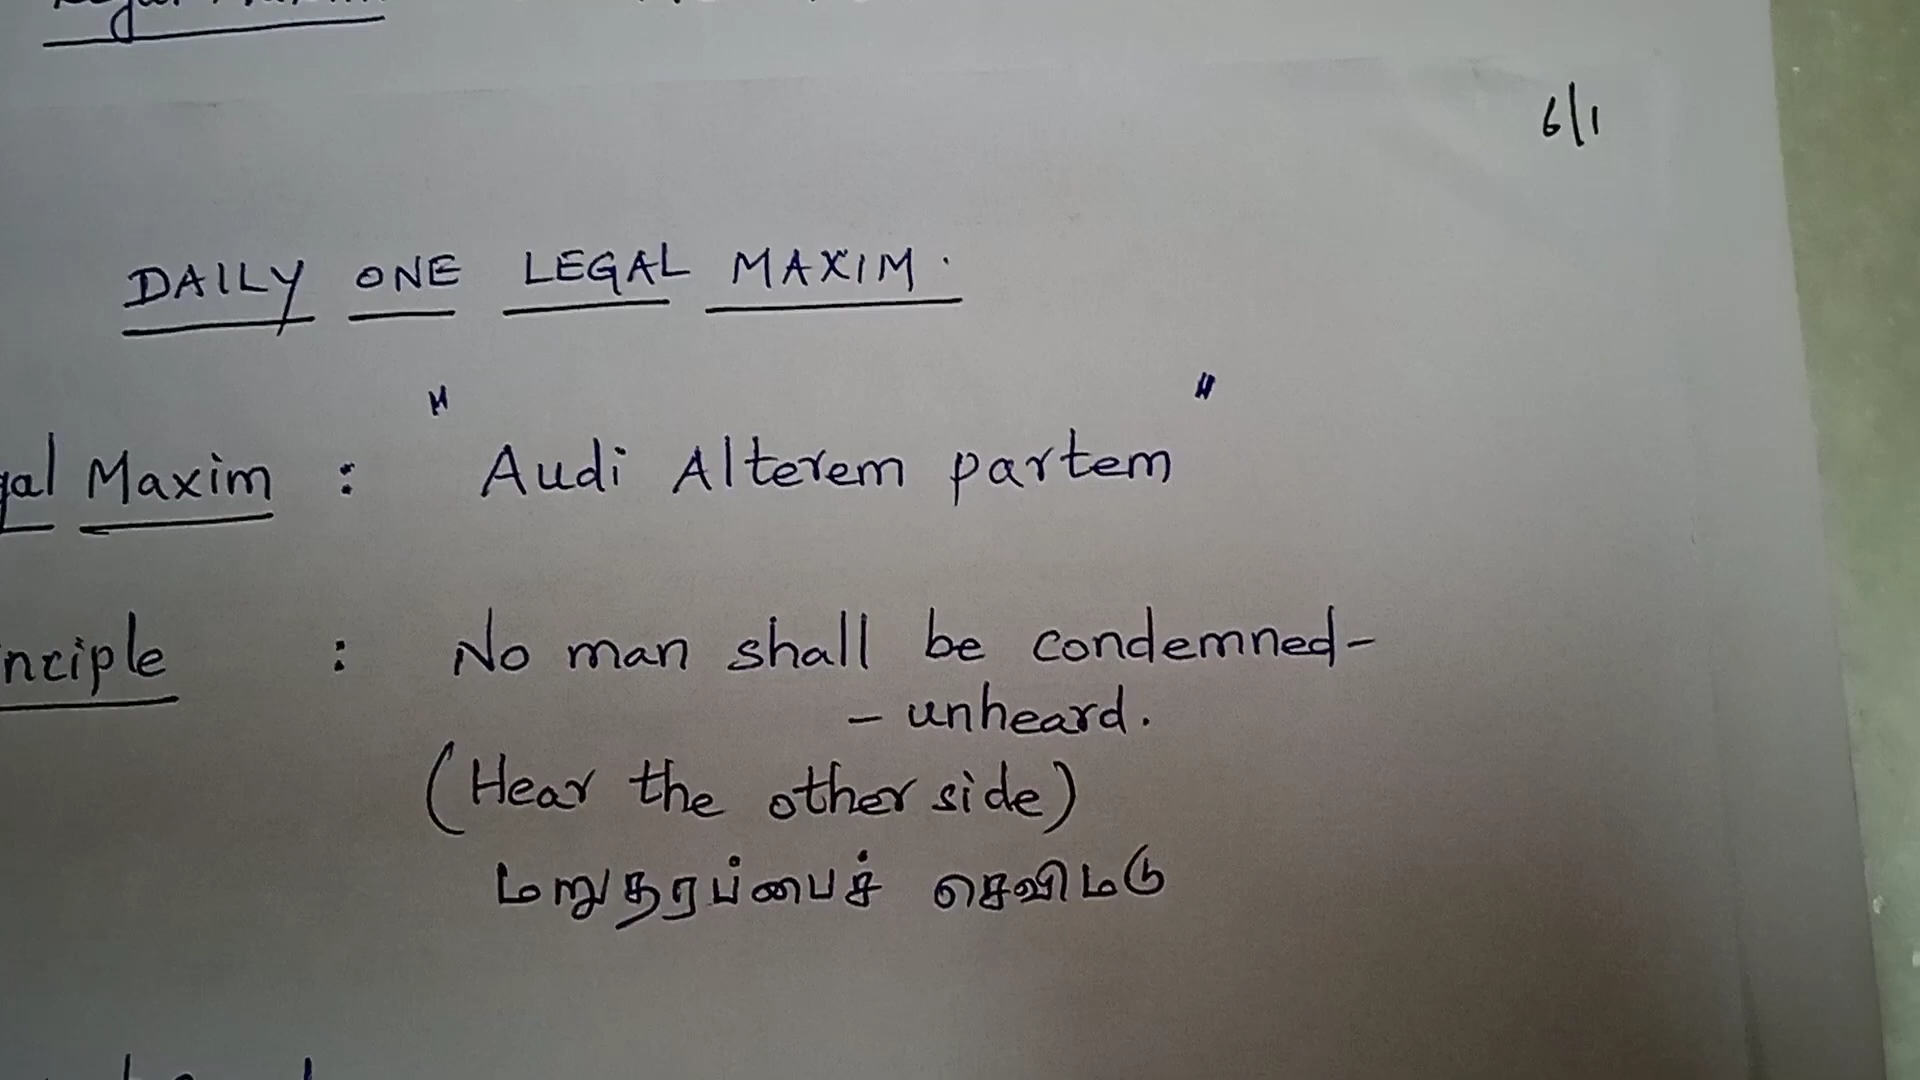 6/1
DAILY ONE LEGAL MAXIM.
gal Maxim : "Audi Alterem partem"
nciple : No man shall be condemned-
- unheard.
(Hear the other side)
மறுதரப்பைச் செவிமடு